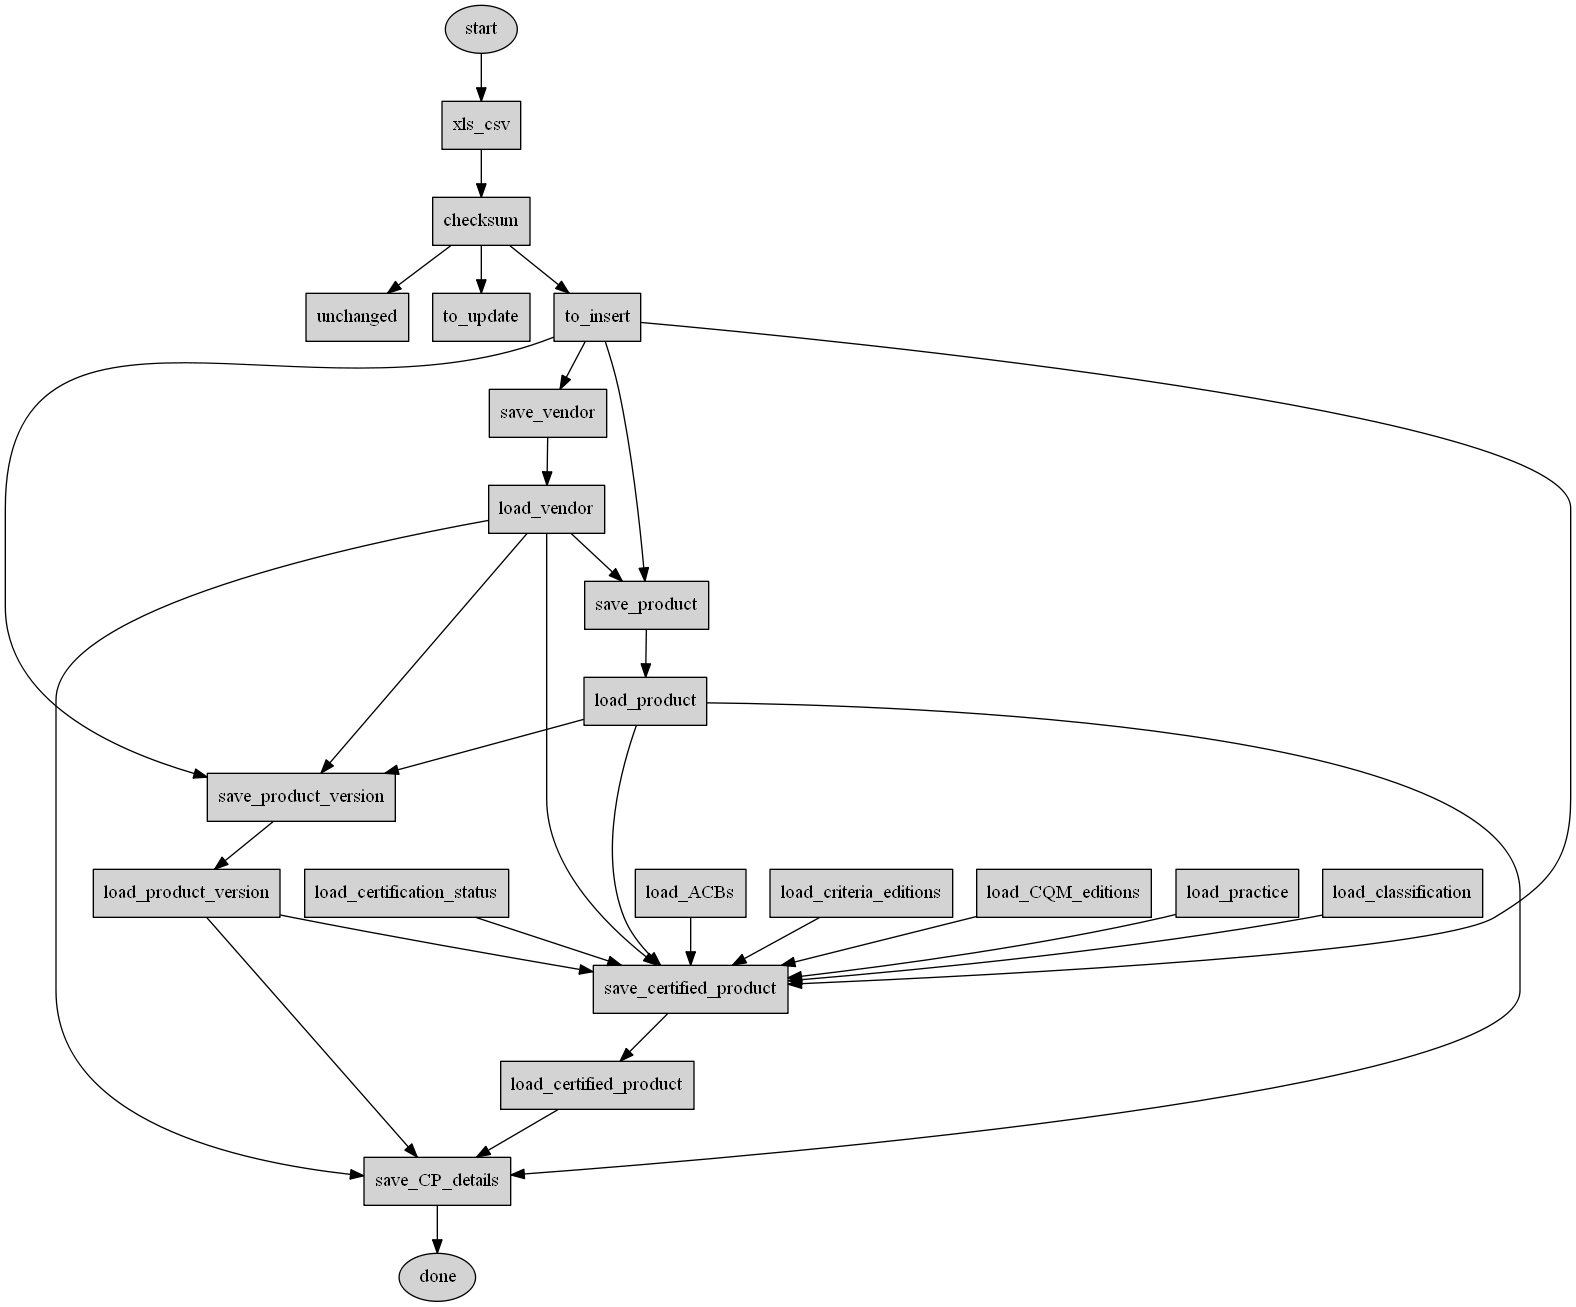 start
xls_csv
checksum
unchanged
to_update
to_insert
save_vendor
load_vendor
save_product
load_product
save_product_version
load_product_version
load_certification_status
load_ACBs
load_criteria_editions
load_CQM_editions
load_practice
load_classification
save_certified_product
load_certified_product
save_CP_details
done